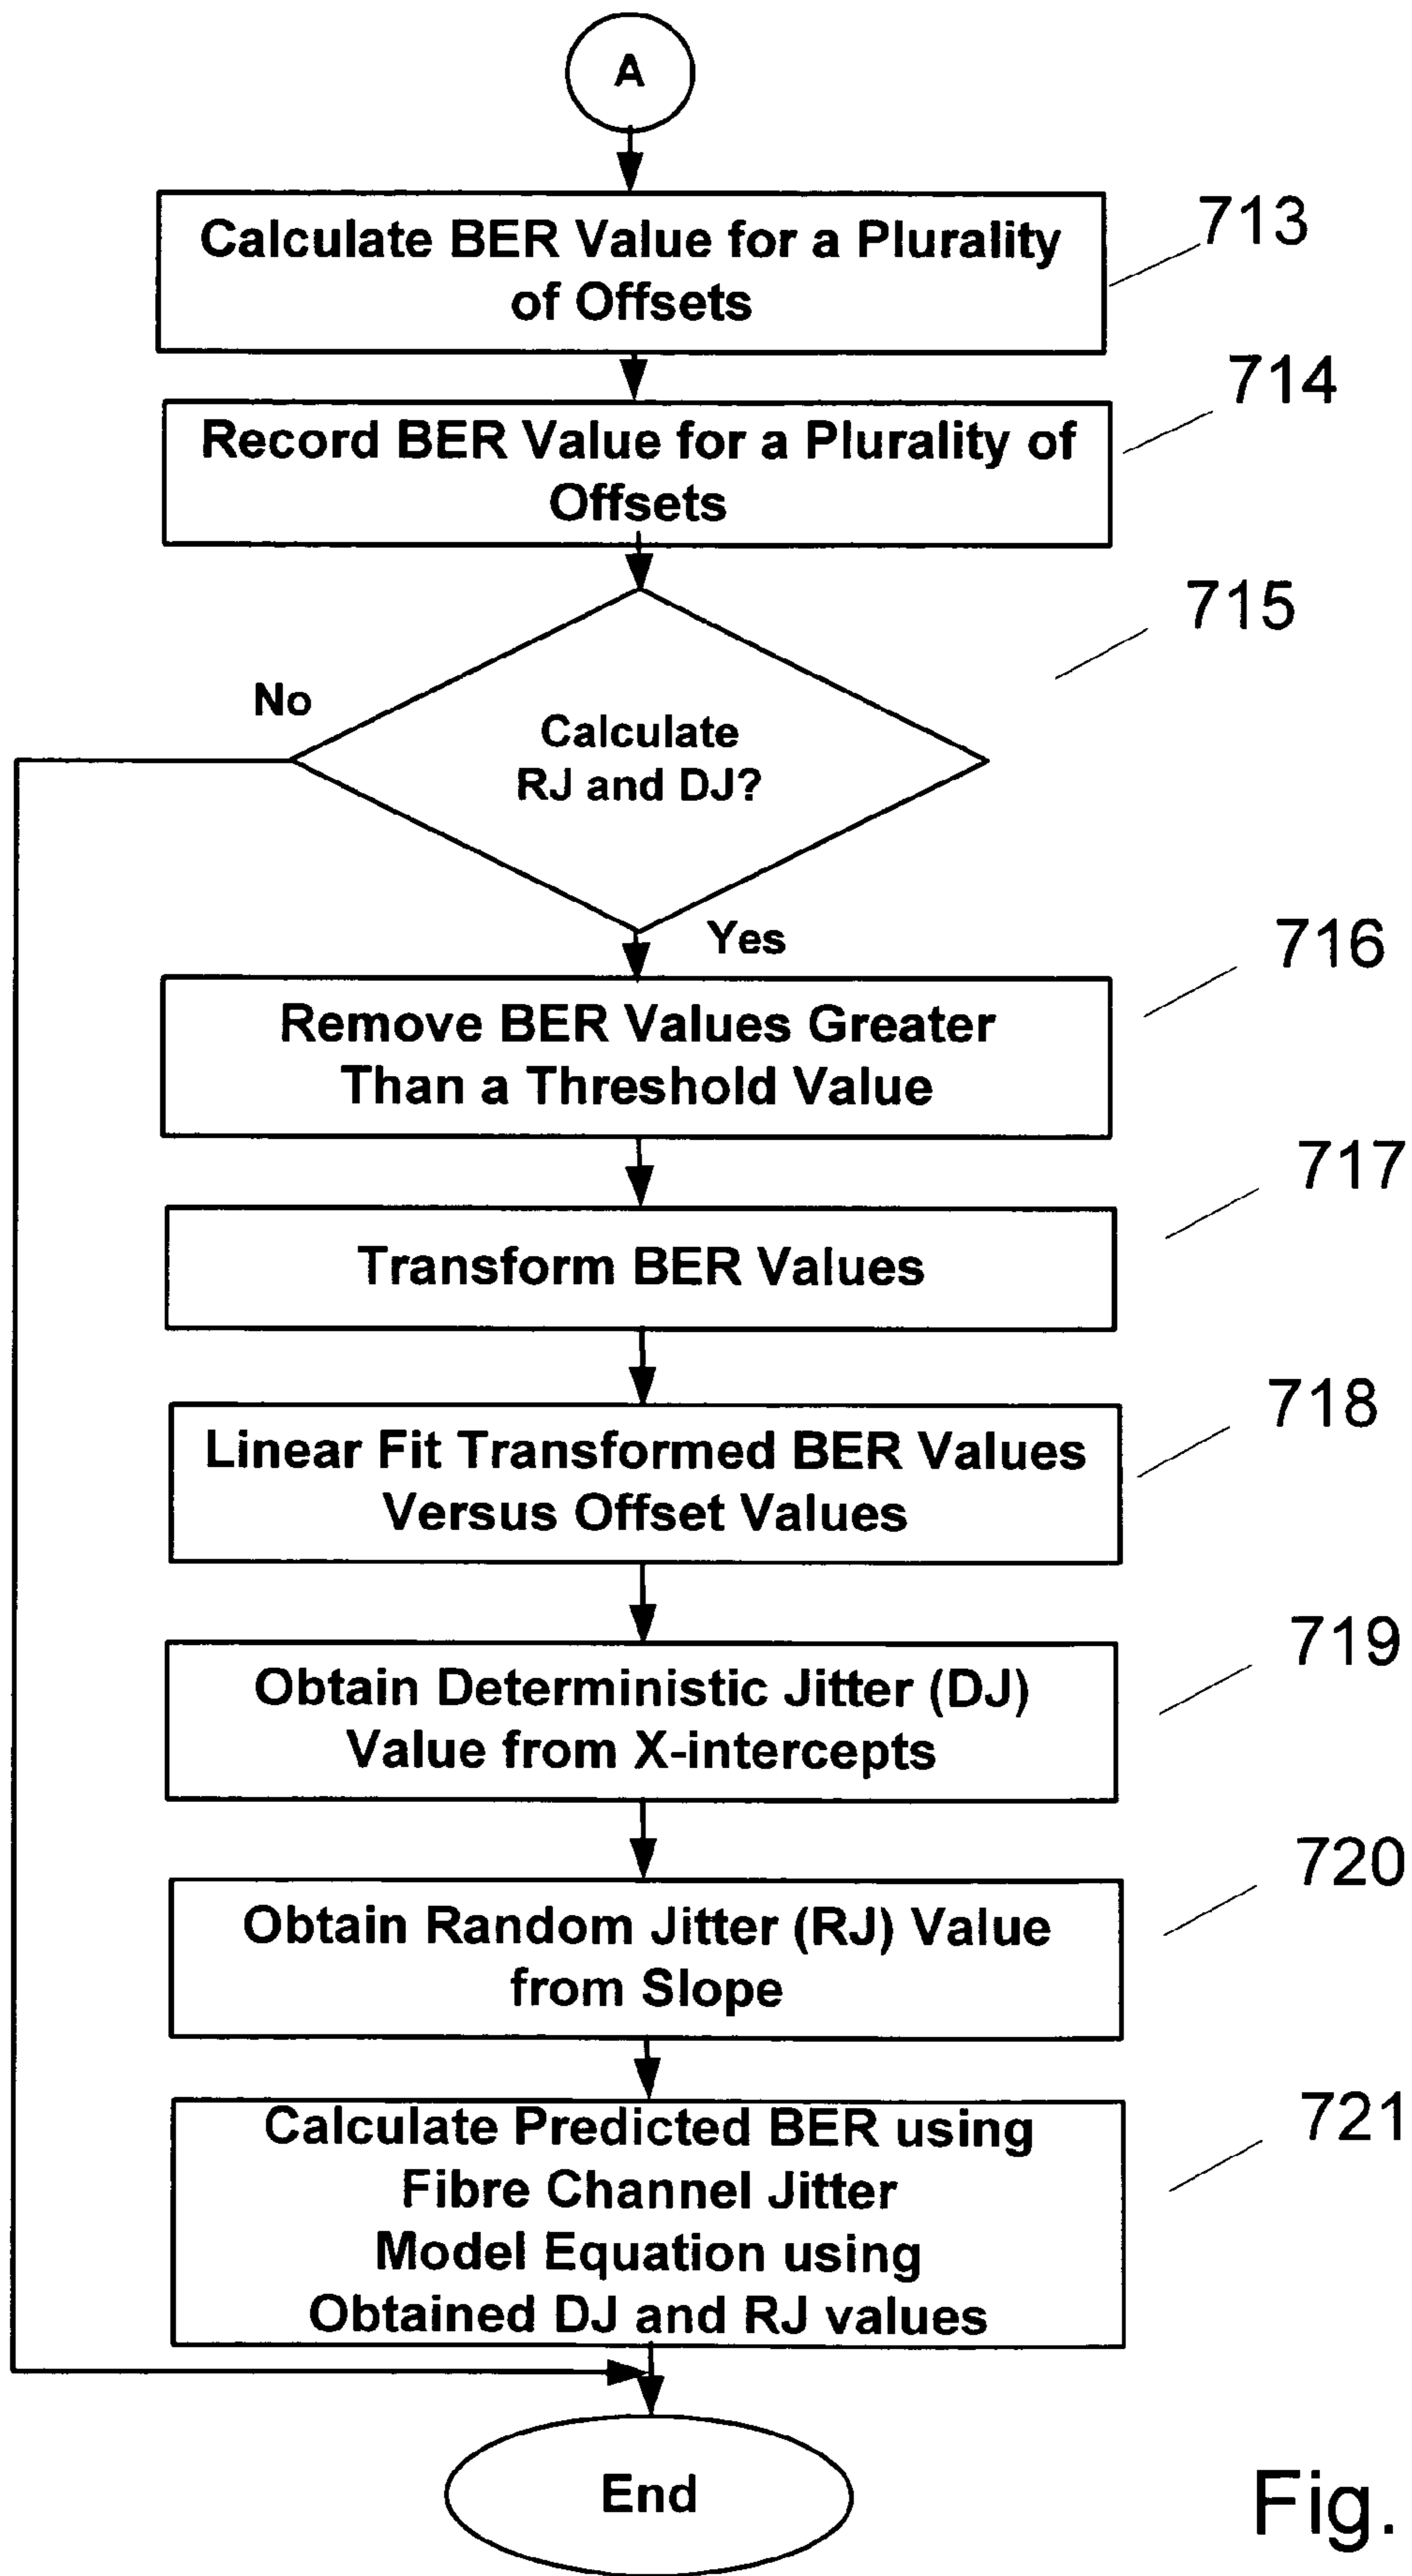 A
Calculate BER Value for a Plurality
of Offsets
713
Record BER Value for a Plurality of
Offsets
714
715
No
Calculate
RJ and DJ?
Yes
716
Remove BER Values Greater
Than a Threshold Value
717
Transform BER Values
718
Linear Fit Transformed BER Values
Versus Offset Values
719
Obtain Deterministic Jitter (DJ)
Value from X-intercepts
720
Obtain Random Jitter (RJ) Value
from Slope
721
Calculate Predicted BER using
Fibre Channel Jitter
Model Equation using
Obtained DJ and RJ values
End
Fig.